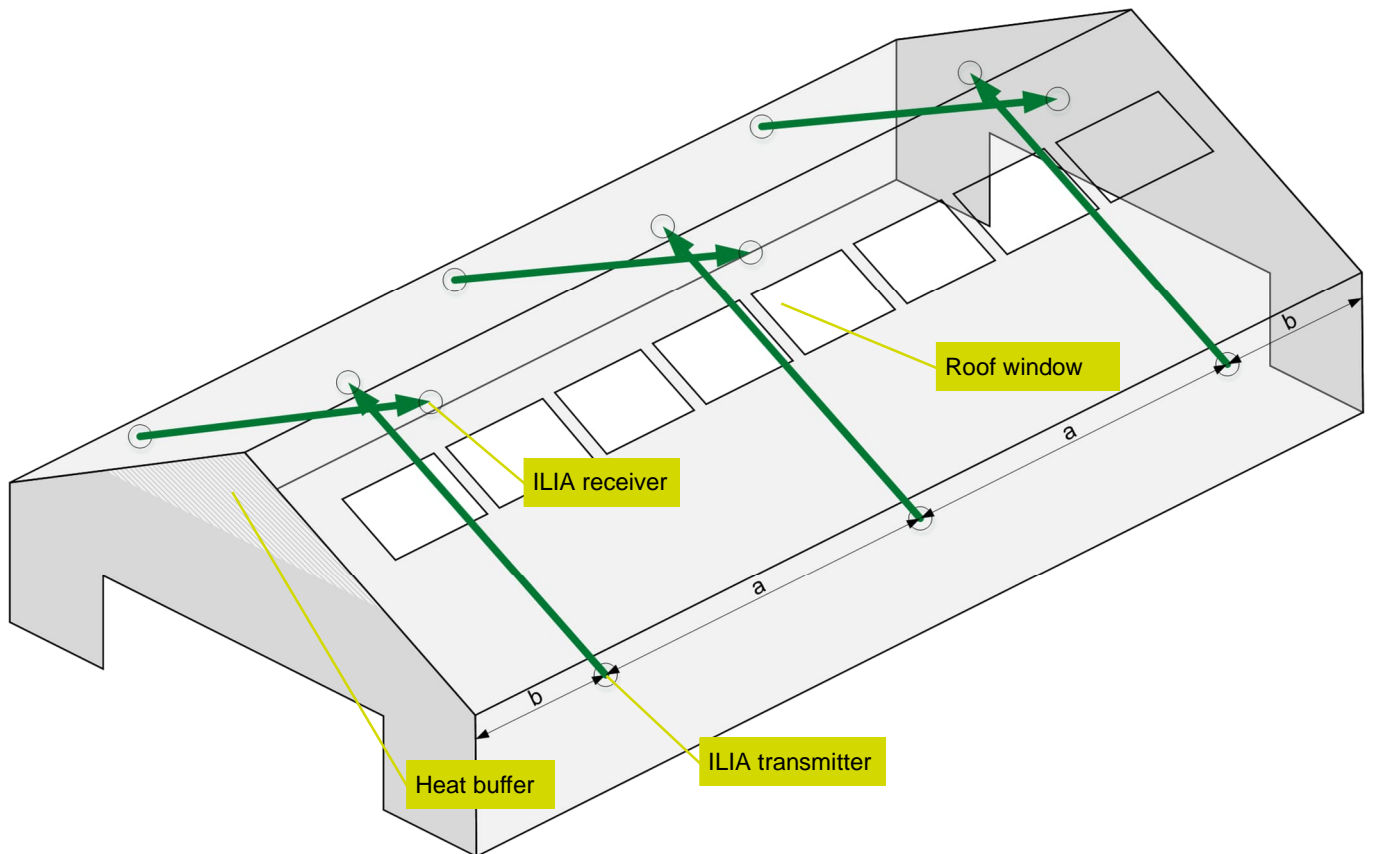 b
Roof window
a
ILIA receiver
a
b
ILIA transmitter
Heat buffer